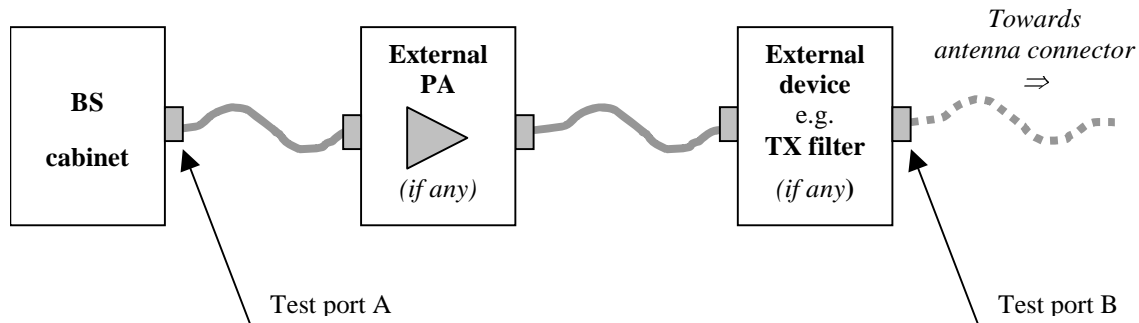 BS
cabinet
External
PA
(if any)
External
device
e.g.
TX filter
(if any)
Towards
antenna connector
⇒
Test port A
Test port B